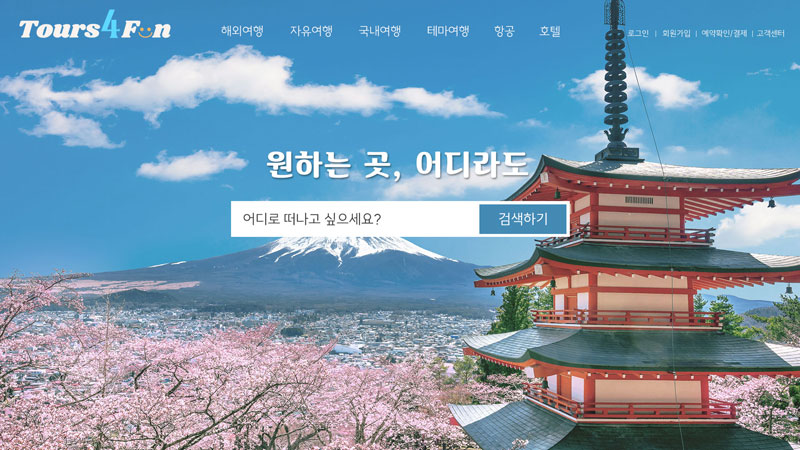 Tours4Fun
해외여행 자유여행 국내여행 테마여행 항공 호텔
로그인 | 회원가입 | 예약확인/결제 | 고객센터
원하는 곳, 어디라도
어디로 떠나고 싶으세요? 검색하기